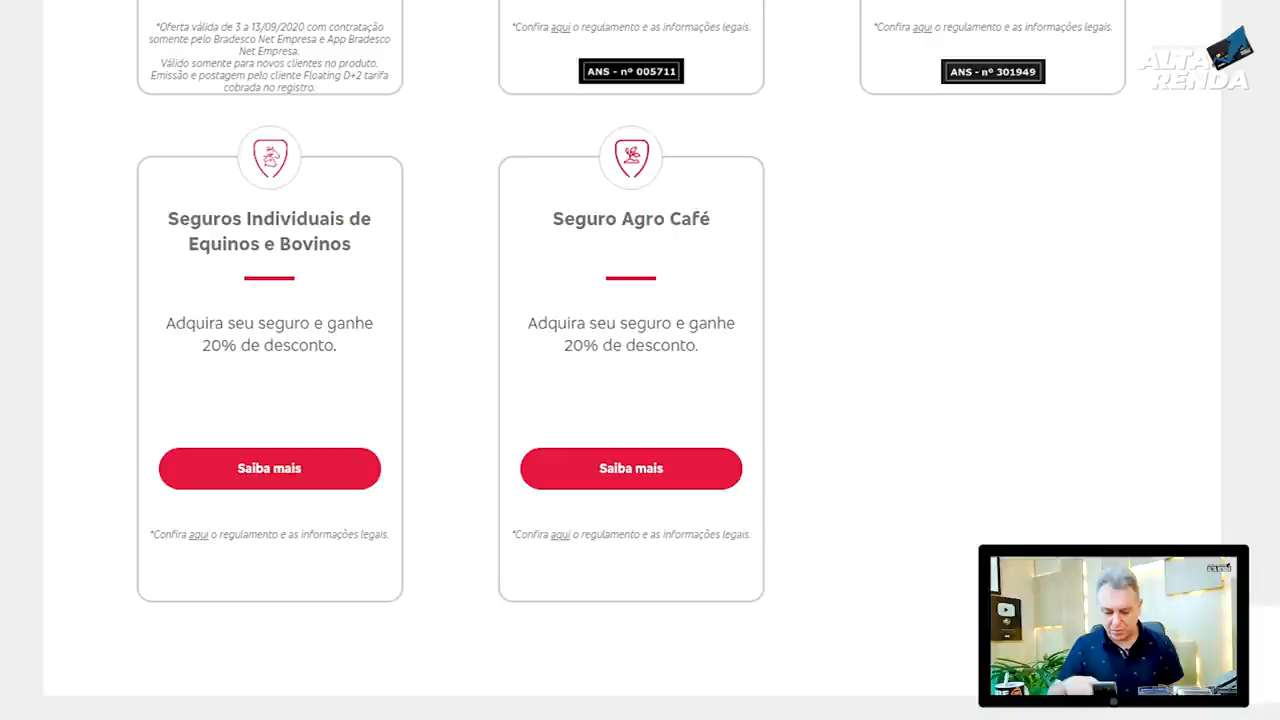 *Oferta válida de 3 a 13/09/2020 com contratação
somente pelo Bradesco Net Empresa e App Bradesco
Net Empresa.
Válido somente para novos clientes no produto.
Emissão e postagem pelo cliente Floating D+2 tarifa
cobrada no registro.
*Confira aqui o regulamento e as informações legais.
ANS - nº 005711
*Confira aqui o regulamento e as informações legais.
ANS - nº 301949
ALTA
RENDA
Seguros Individuais de
Equinos e Bovinos
Adquira seu seguro e ganhe
20% de desconto.
Saiba mais
*Confira aqui o regulamento e as informações legais.
Seguro Agro Café
Adquira seu seguro e ganhe
20% de desconto.
Saiba mais
*Confira aqui o regulamento e as informações legais.